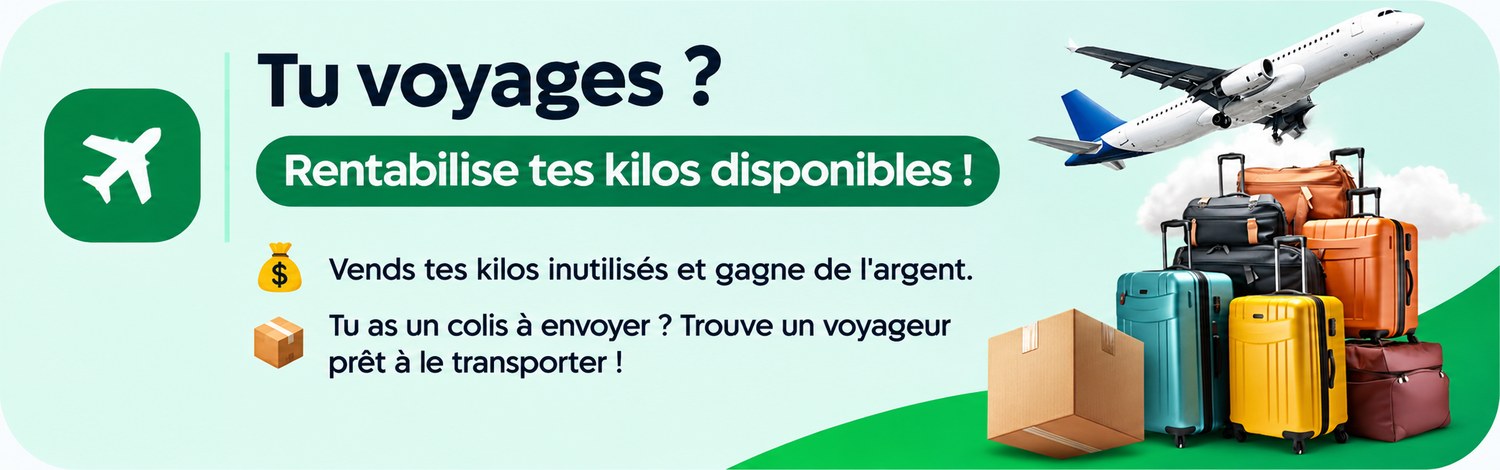 Tu voyages ?
Rentabilise tes kilos disponibles !
$
Vends tes kilos inutilisés et gagne de l'argent.
Tu as un colis à envoyer ? Trouve un voyageur
prêt à le transporter !